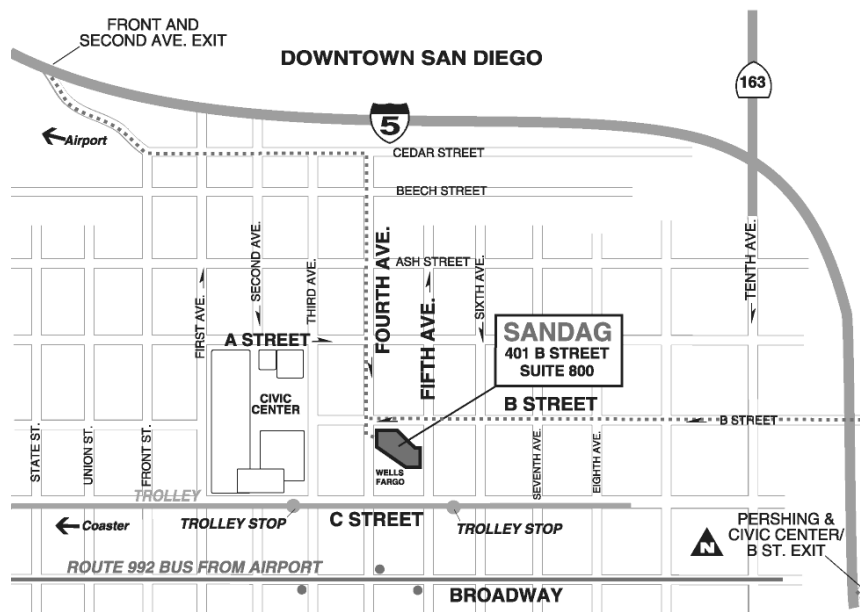 FRONT AND
SECOND AVE. EXIT
DOWNTOWN SAN DIEGO
163
5
Airport
CEDAR STREET
BEECH STREET
FIRST AVE.
SECOND AVE.
THIRD AVE.
FOURTH AVE.
ASH STREET
FIFTH AVE.
SIXTH AVE.
TENTH AVE.
SANDAG
401 B STREET
SUITE 800
A STREET
CIVIC
CENTER
B STREET
B STREET
STATE ST.
UNION ST.
FRONT ST.
SEVENTH AVE.
EIGHTH AVE.
WELLS
FARGO
TROLLEY
Coaster
TROLLEY STOP
C STREET
TROLLEY STOP
N
PERSHING &
CIVIC CENTER/
B ST. EXIT
ROUTE 992 BUS FROM AIRPORT
BROADWAY